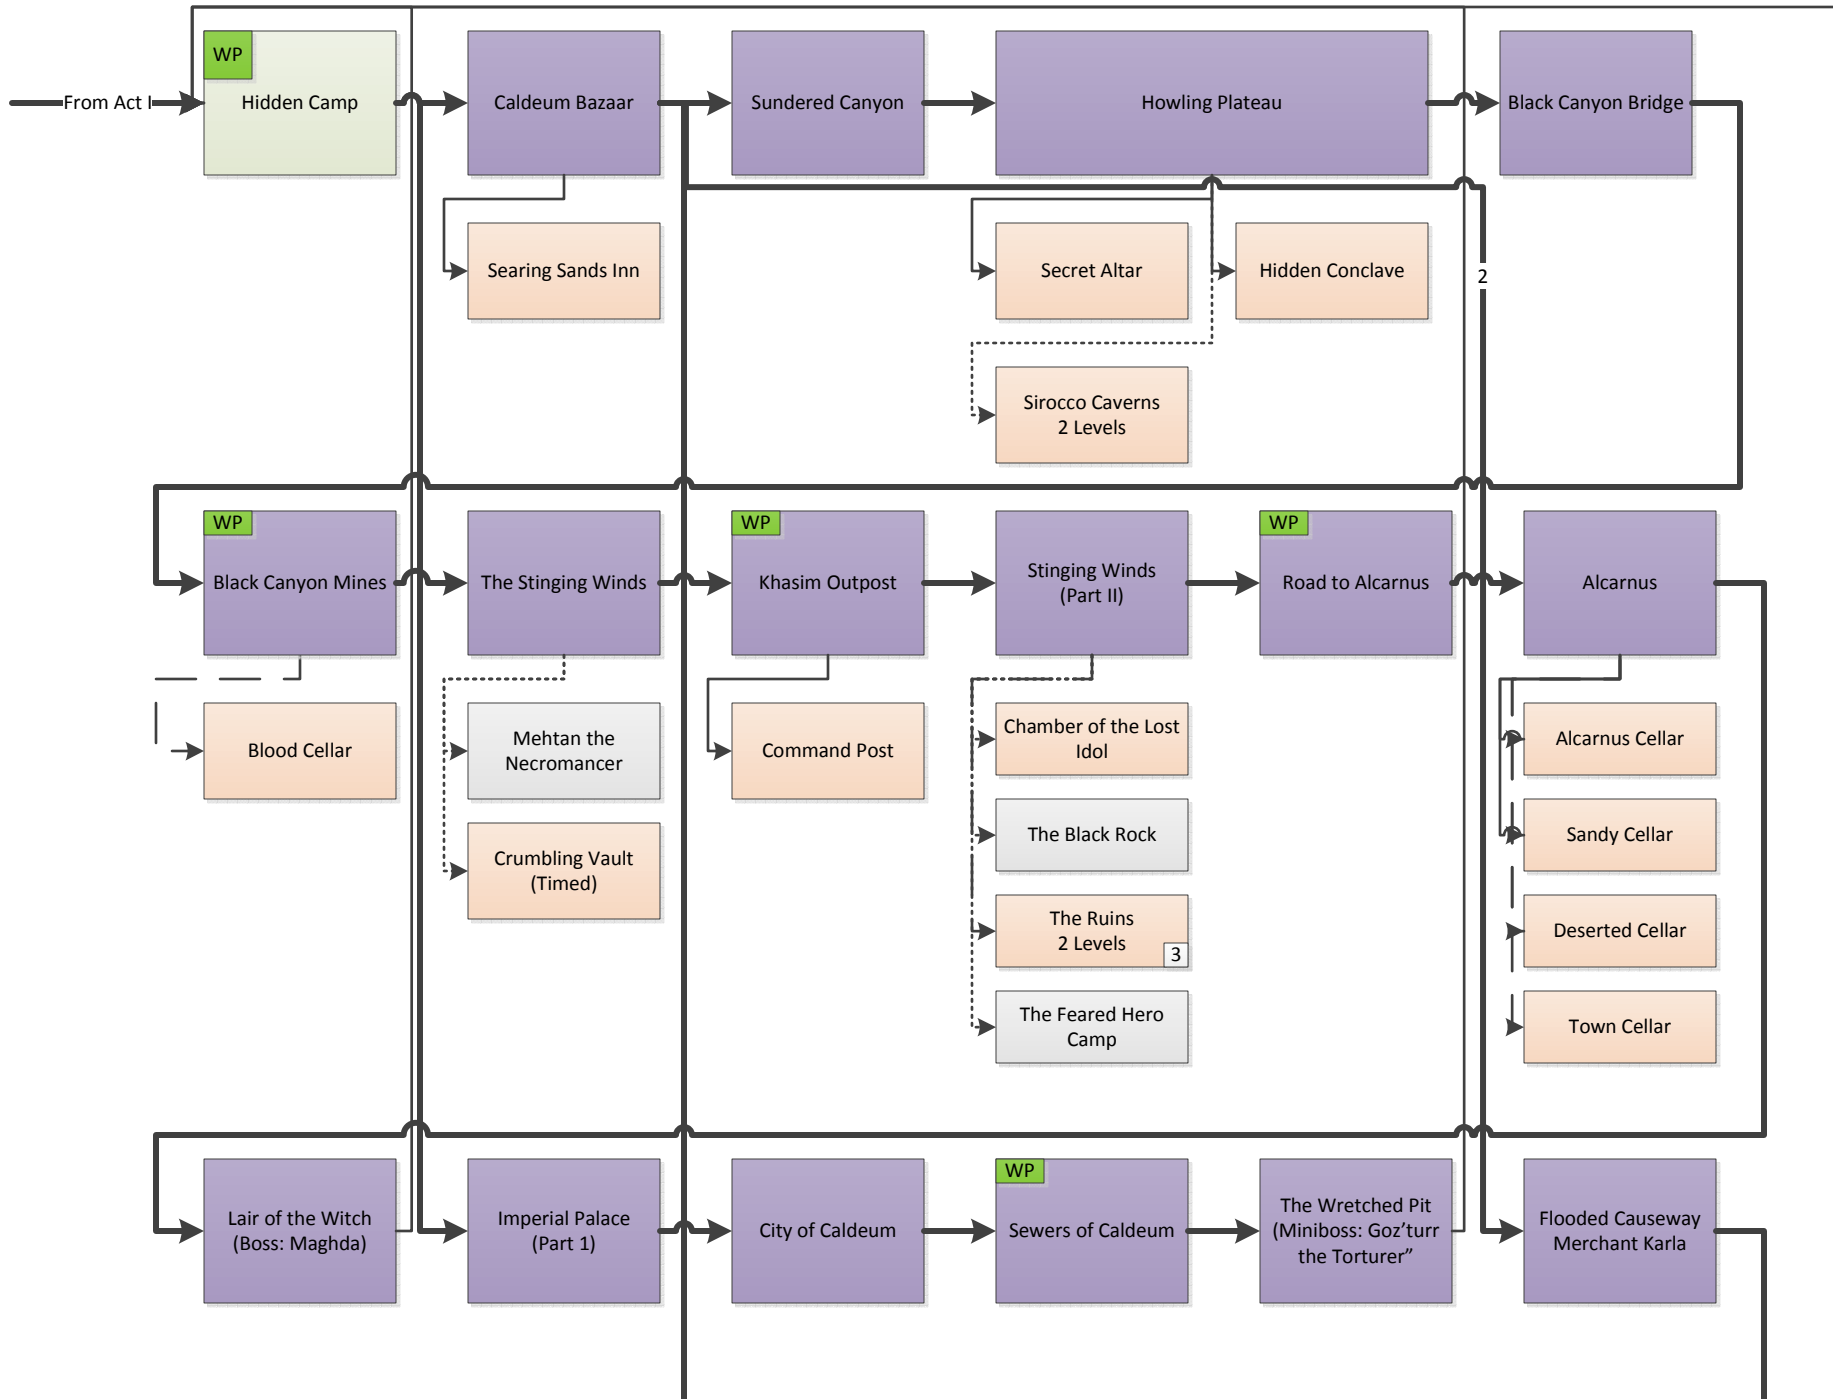 WP
From Act I
Hidden Camp
Caldeum Bazaar
Sundered Canyon
Howling Plateau
Black Canyon Bridge
Searing Sands Inn
Secret Altar
Hidden Conclave
2
Sirocco Caverns
2 Levels
WP
Black Canyon Mines
The Stinging Winds
WP
Khasim Outpost
Stinging Winds
(Part II)
WP
Road to Alcarnus
Alcarnus
Blood Cellar
Mehtan the
Necromancer
Crumbling Vault
(Timed)
Command Post
Chamber of the Lost
Idol
The Black Rock
The Ruins
2 Levels
3
The Feared Hero
Camp
Alcarnus Cellar
Sandy Cellar
Deserted Cellar
Town Cellar
Lair of the Witch
(Boss: Maghda)
Imperial Palace
(Part 1)
City of Caldeum
WP
Sewers of Caldeum
The Wretched Pit
(Miniboss: Goz’turr
the Torturer”
Flooded Causeway
Merchant Karla